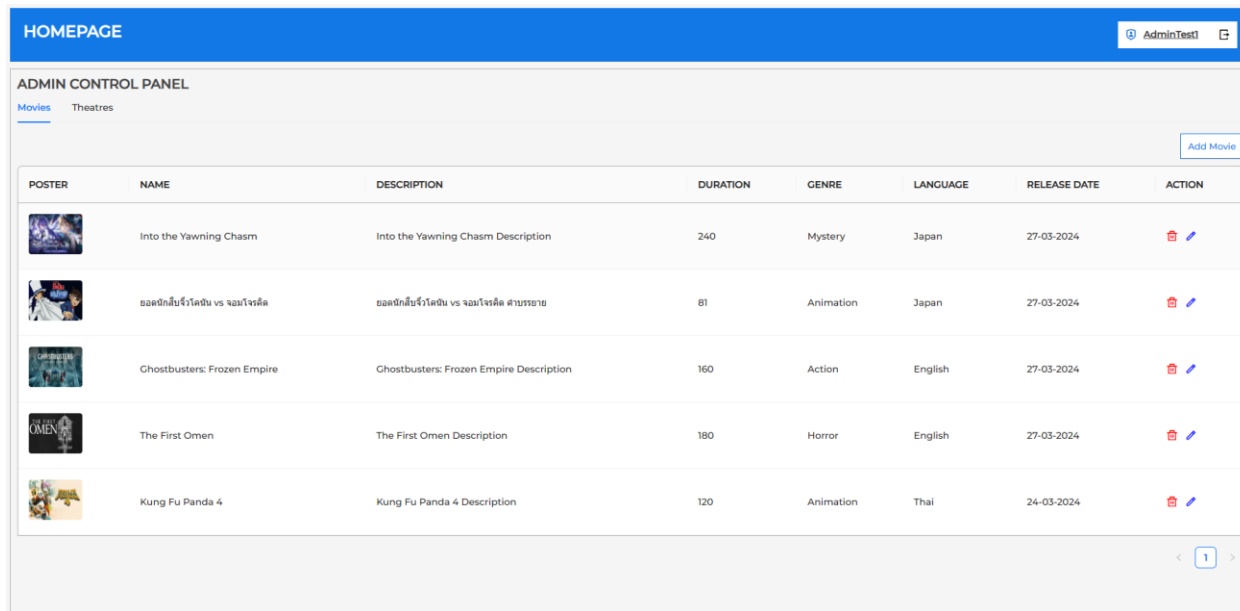 HOMEPAGE
AdminTest1
ADMIN CONTROL PANEL
Movies Theatres
Add Movie
POSTER NAME DESCRIPTION DURATION GENRE LANGUAGE RELEASE DATE ACTION
Into the Yawning Chasm Into the Yawning Chasm Description 240 Mystery Japan 27-03-2024
ยอดนักสืบจิ๋วโคนัน vs จอมโจรคิด ยอดนักสืบจิ๋วโคนัน vs จอมโจรคิด คำบรรยาย 81 Animation Japan 27-03-2024
GHOSTBUSTERS
Ghostbusters: Frozen Empire Ghostbusters: Frozen Empire Description 160 Action English 27-03-2024
THE FIRST
OMEN
The First Omen The First Omen Description 180 Horror English 27-03-2024
Kung Fu Panda 4 Kung Fu Panda 4 Description 120 Animation Thai 24-03-2024
< 1 >